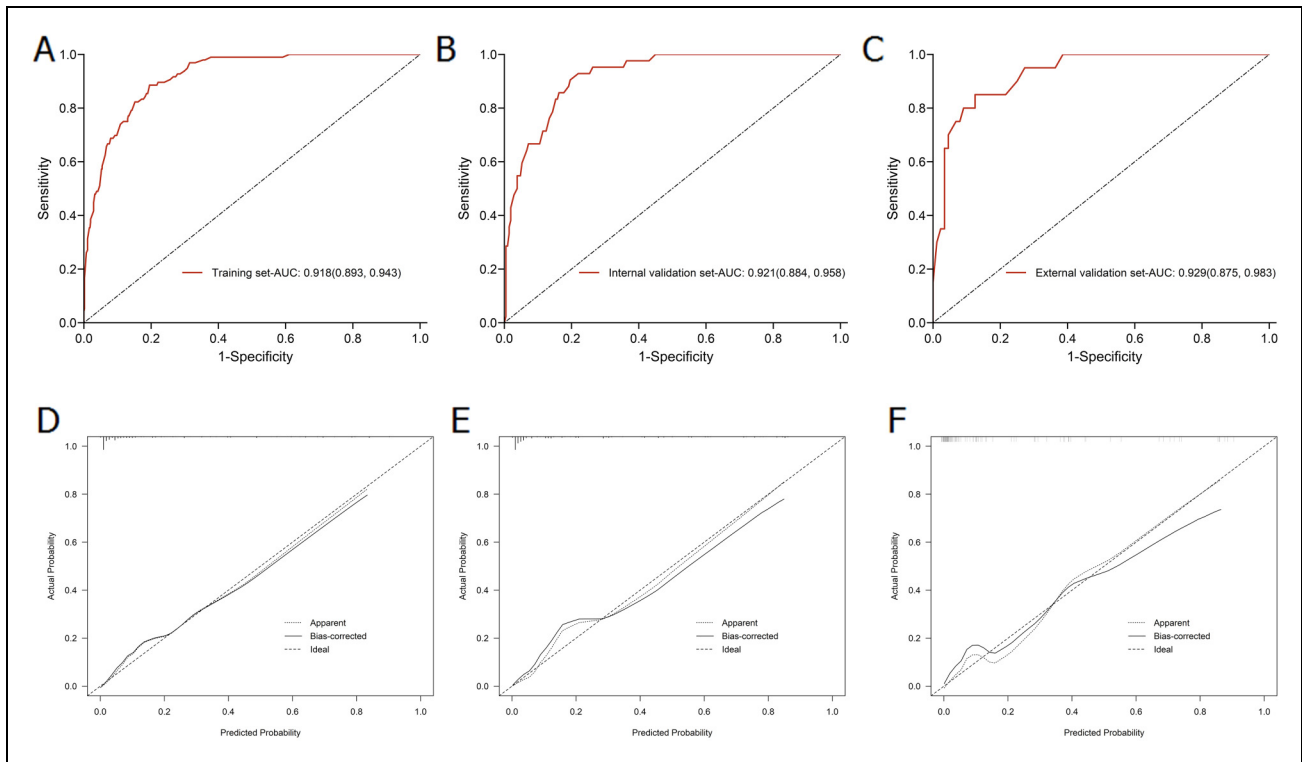 A
1.0
0.8
0.6
0.4
0.2
0.0
Sensitivity
Training set-AUC: 0.918(0.893, 0.943)
0.0 0.2 0.4 0.6 0.8 1.0
1-Specificity
B
1.0
0.8
0.6
0.4
0.2
0.0
Sensitivity
Internal validation set-AUC: 0.921(0.884, 0.958)
0.0 0.2 0.4 0.6 0.8 1.0
1-Specificity
C
1.0
0.8
0.6
0.4
0.2
0.0
Sensitivity
External validation set-AUC: 0.929(0.875, 0.983)
0.0 0.2 0.4 0.6 0.8 1.0
1-Specificity
D
1.0
0.8
0.6
0.4
0.2
0.0
Actual Probability
Apparent
Bias-corrected
Ideal
0.0 0.2 0.4 0.6 0.8 1.0
Predicted Probability
E
1.0
0.8
0.6
0.4
0.2
0.0
Actual Probability
Apparent
Bias-corrected
Ideal
0.0 0.2 0.4 0.6 0.8 1.0
Predicted Probability
F
1.0
0.8
0.6
0.4
0.2
0.0
Actual Probability
Apparent
Bias-corrected
Ideal
0.0 0.2 0.4 0.6 0.8 1.0
Predicted Probability